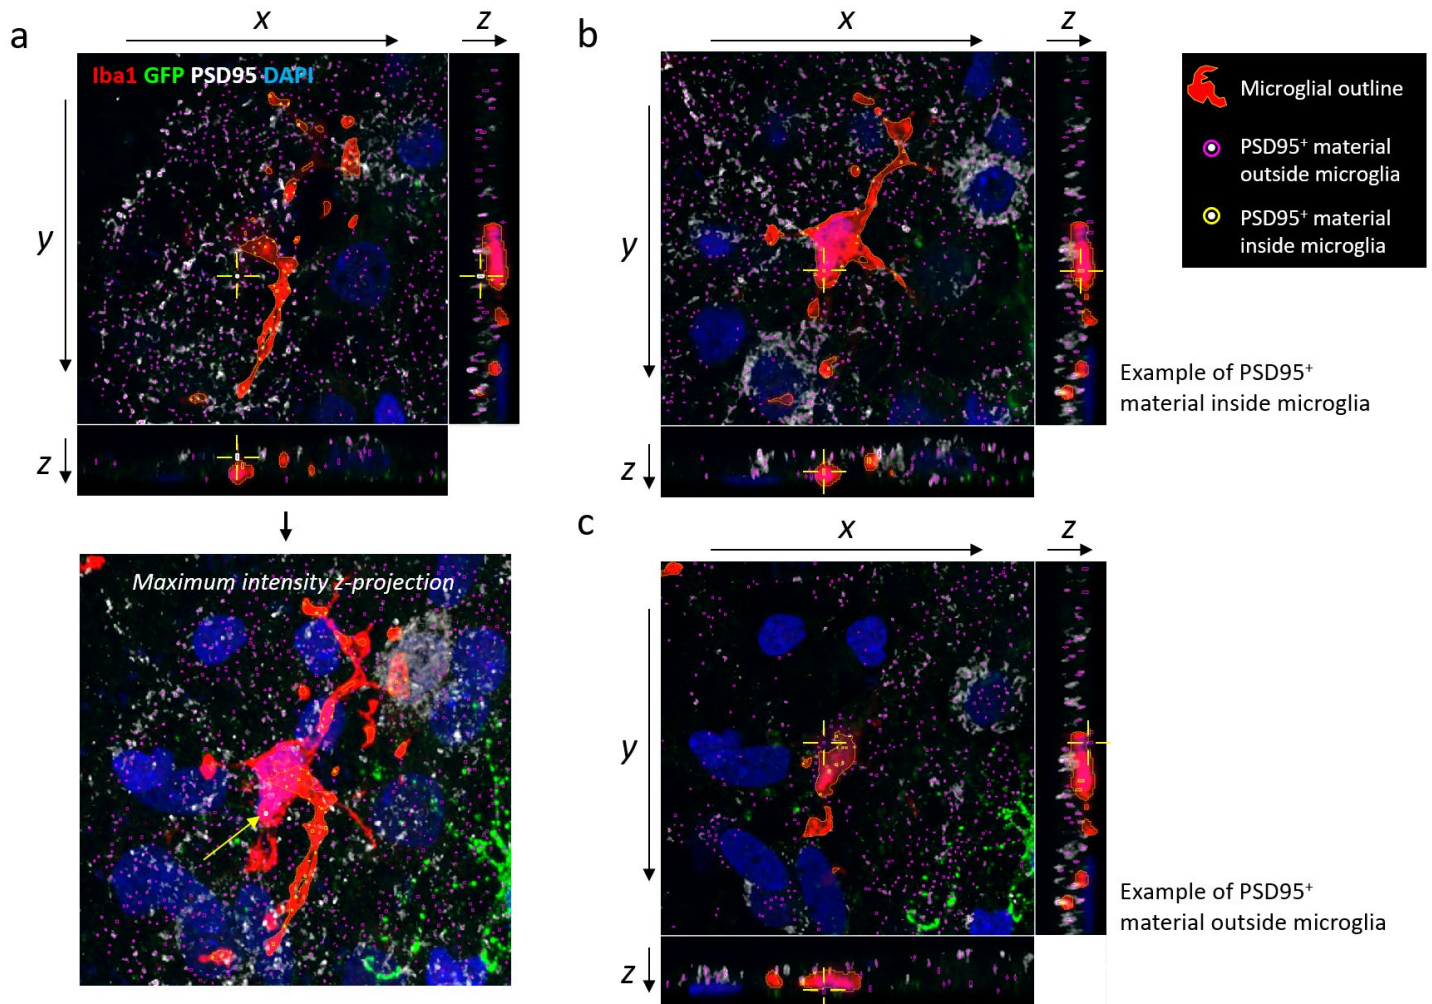 a
x
z
Iba1 GFP PSD95 DAPI
y
z
Maximum intensity z-projection
b
x
z
y
z
Microglial outline
PSD95⁺ material
outside microglia
PSD95⁺ material
inside microglia
Example of PSD95⁺
material inside microglia
c
x
z
y
z
Example of PSD95⁺
material outside microglia